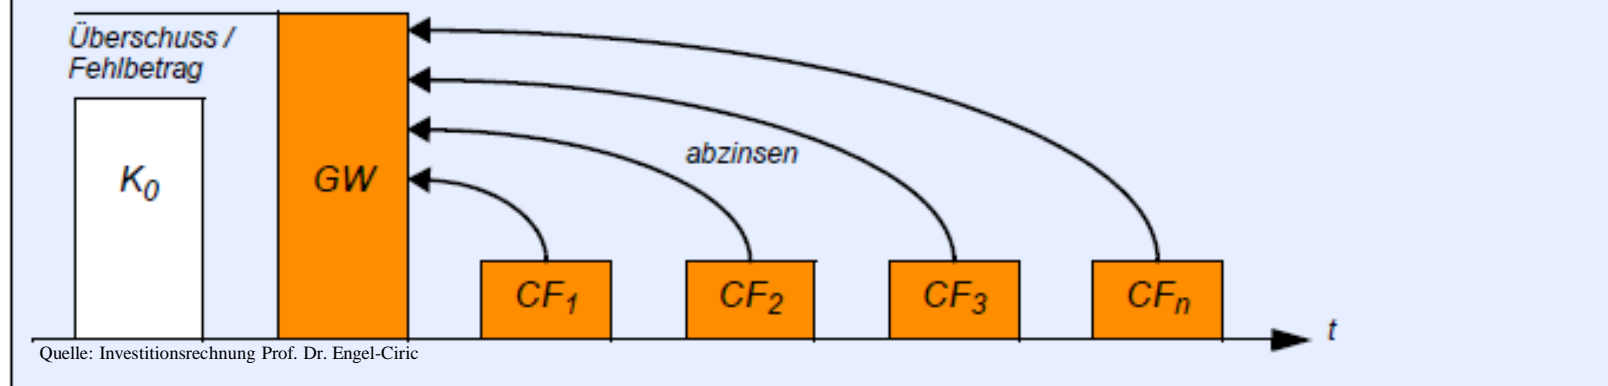 Überschuss /
Fehlbetrag
K0
GW
abzinsen
CF1
CF2
CF3
CFn
t
Quelle: Investitionsrechnung Prof. Dr. Engel-Ciric